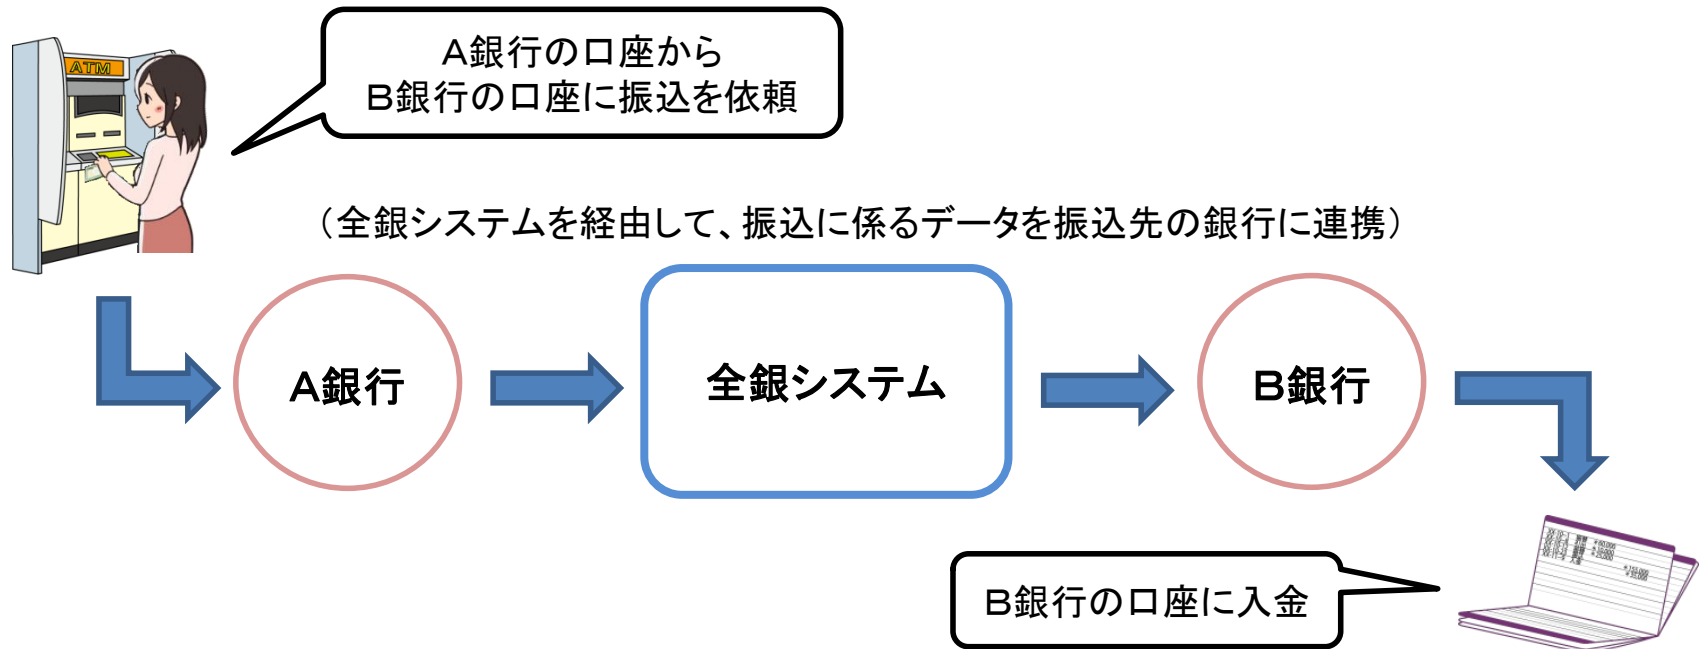 ATM
A銀行の口座から
B銀行の口座に振込を依頼
（全銀システムを経由して、振込に係るデータを振込先の銀行に連携）
A銀行
全銀システム
B銀行
B銀行の口座に入金